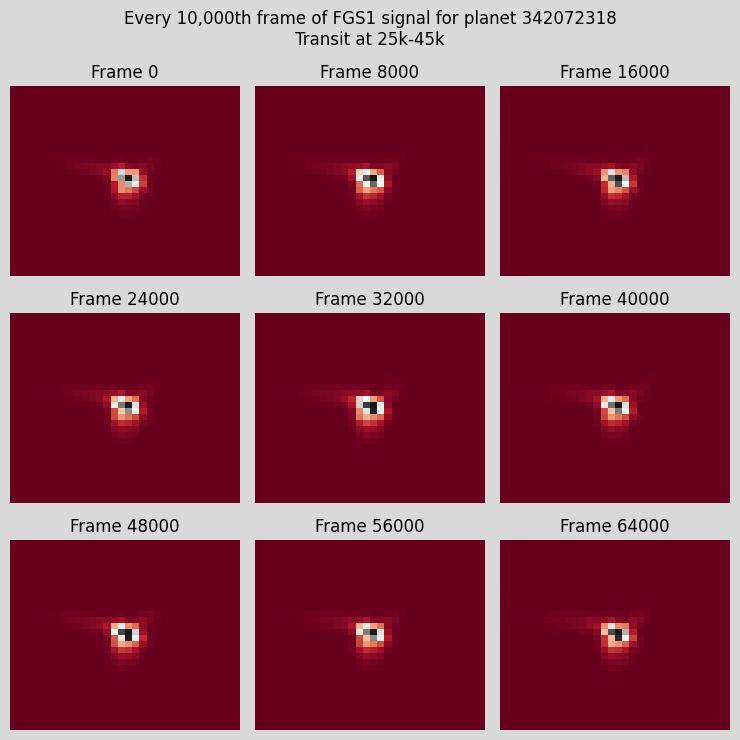 Every 10,000th frame of FGS1 signal for planet 342072318
Transit at 25k-45k
Frame 0
Frame 8000
Frame 16000
Frame 24000
Frame 32000
Frame 40000
Frame 48000
Frame 56000
Frame 64000